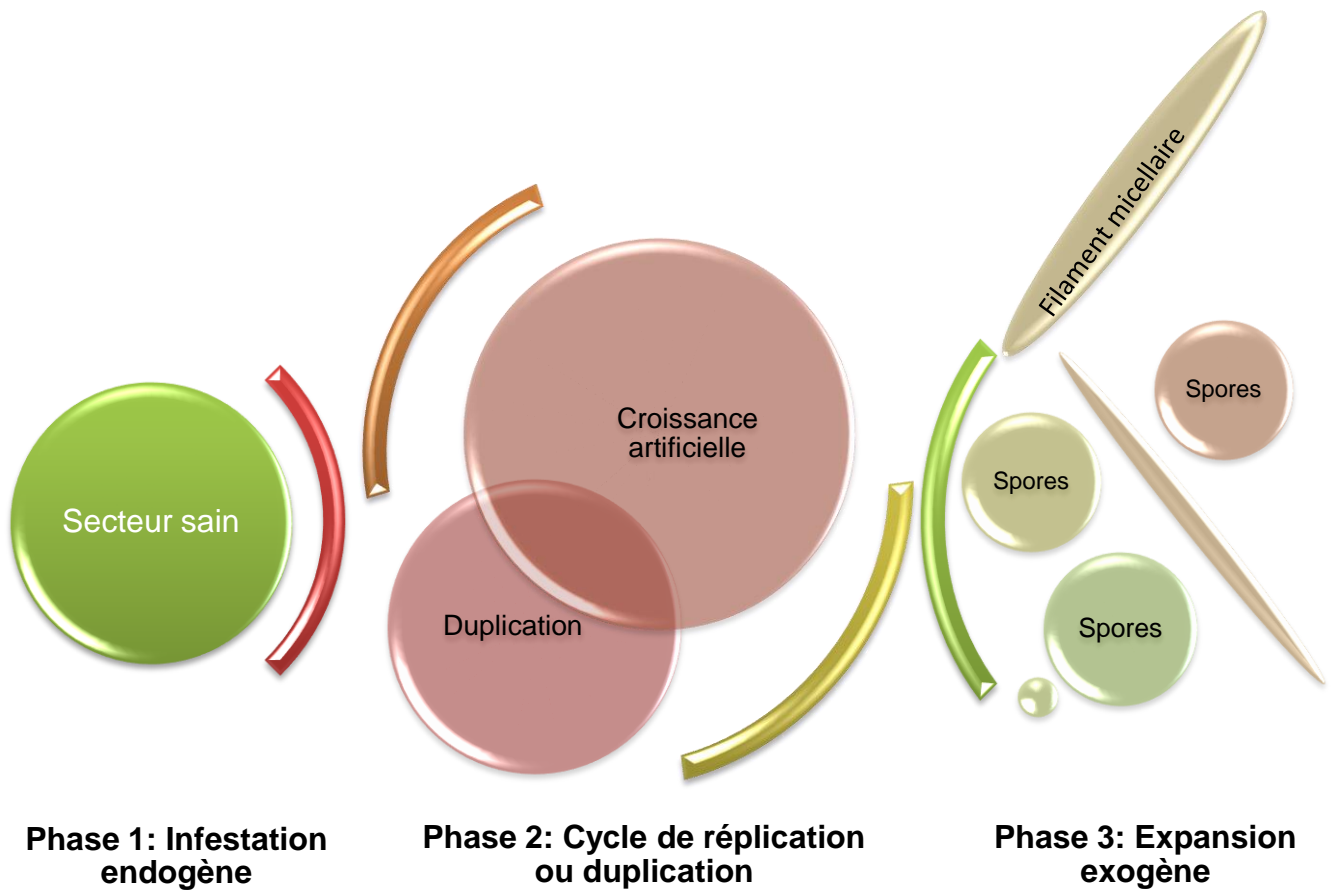 Filament micellaire
Spores
Croissance
artificielle
Spores
Secteur sain
Duplication
Spores
Phase 1: Infestation
endogène
Phase 2: Cycle de réplication
ou duplication
Phase 3: Expansion
exogène